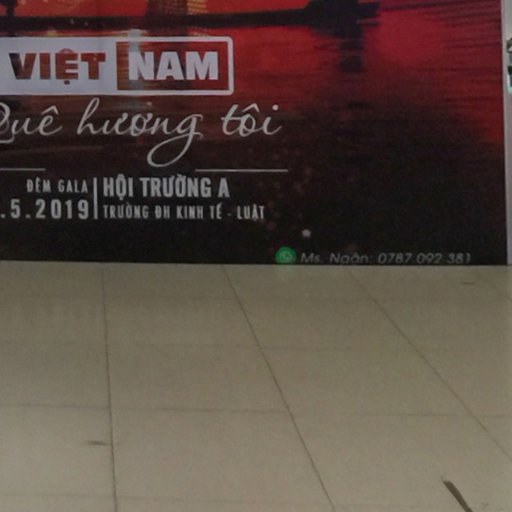 VIỆT NAM
Quê hương tôi
ĐÊM GALA HỘI TRƯỜNG A
.5.2019 TRƯỜNG ĐH KINH TẾ - LUẬT
Ms. Ngân: 0787.092.381